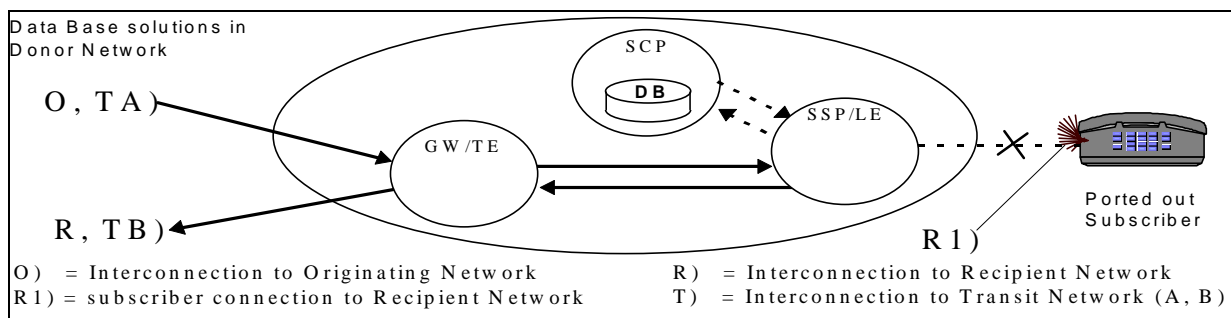 Data Base solutions in
Donor Network
SCP
DB
O, TA)
SSP/LE
GW/TE
Ported out
Subscriber
R, TB)
R1)
O) = Interconnection to Originating Network
R) = Interconnection to Recipient Network
R1) = subscriber connection to Recipient Network
T) = Interconnection to Transit Network (A, B)